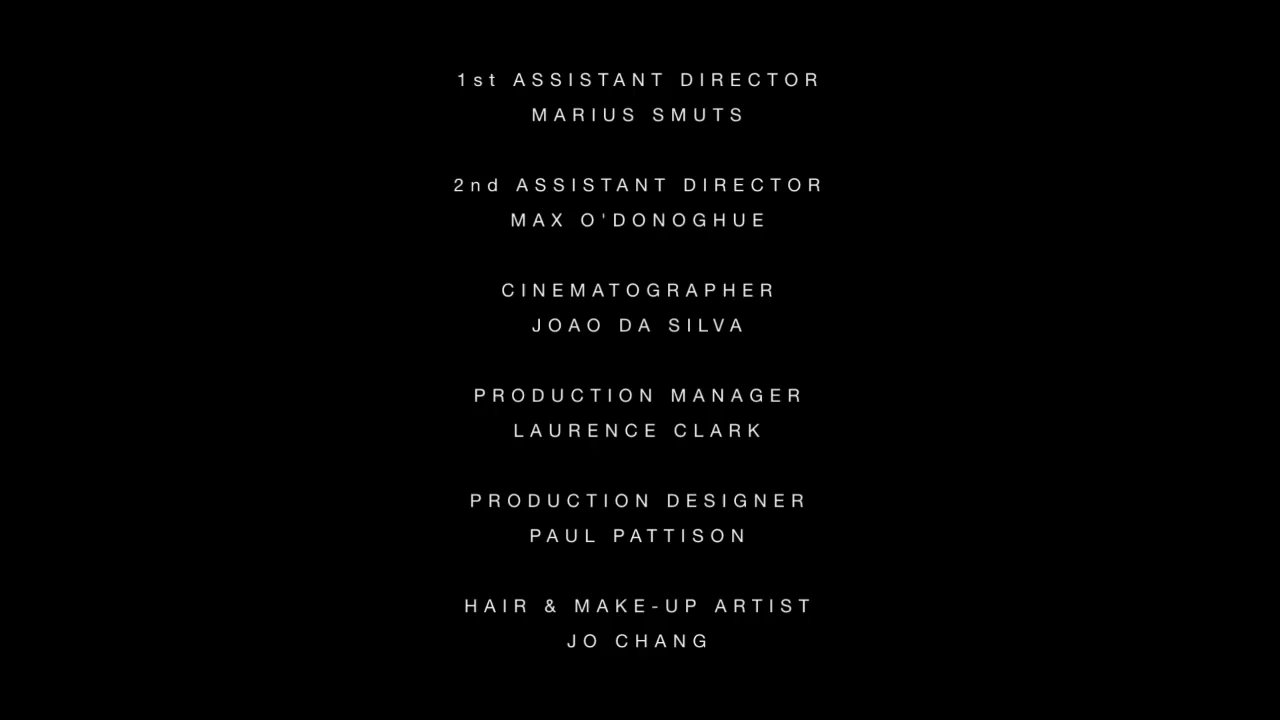 1st ASSISTANT DIRECTOR
MARIUS SMUTS
2nd ASSISTANT DIRECTOR
MAX O'DONOGHUE
CINEMATOGRAPHER
JOAO DA SILVA
PRODUCTION MANAGER
LAURENCE CLARK
PRODUCTION DESIGNER
PAUL PATTISON
HAIR & MAKE-UP ARTIST
JO CHANG